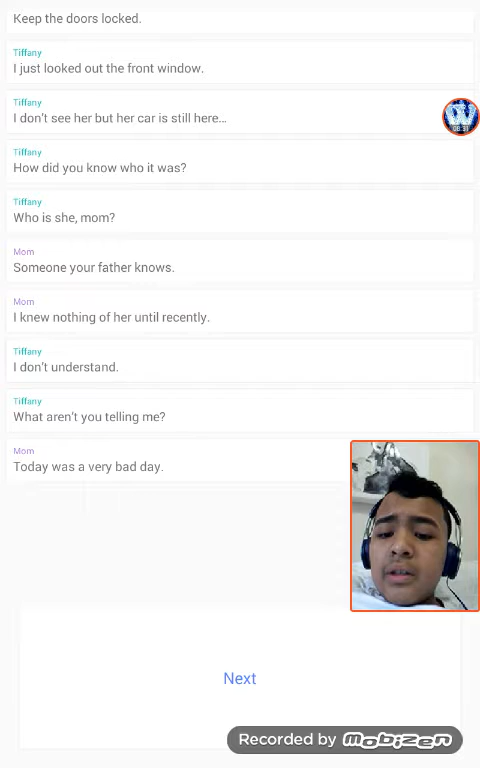 Keep the doors locked.
Tiffany
I just looked out the front window.
Tiffany
I don't see her but her car is still here...
W
08:31
Tiffany
How did you know who it was?
Tiffany
Who is she, mom?
Mom
Someone your father knows.
Mom
I knew nothing of her until recently.
Tiffany
I don't understand.
Tiffany
What aren't you telling me?
Mom
Today was a very bad day.
Next
Recorded by Mobizen